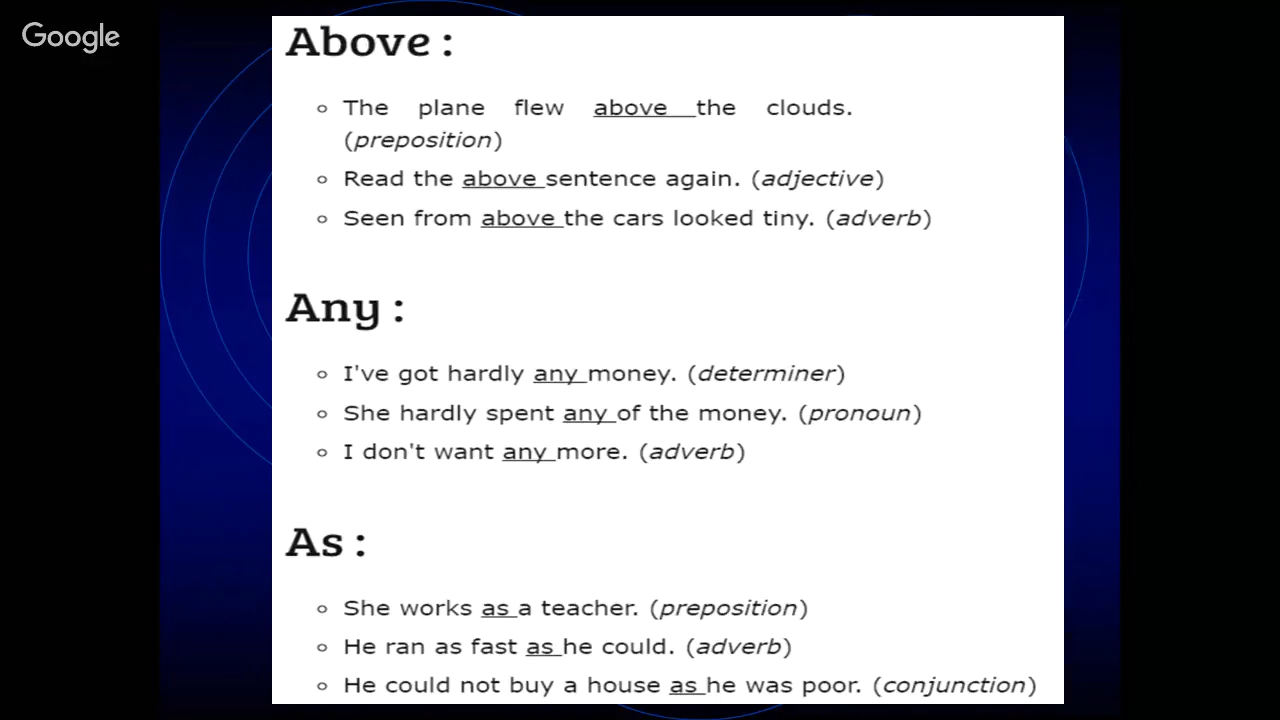 Google
Above :
The plane flew above the clouds.
(preposition)
Read the above sentence again. (adjective)
Seen from above the cars looked tiny. (adverb)
Any :
I've got hardly any money. (determiner)
She hardly spent any of the money. (pronoun)
I don't want any more. (adverb)
As :
She works as a teacher. (preposition)
He ran as fast as he could. (adverb)
He could not buy a house as he was poor. (conjunction)